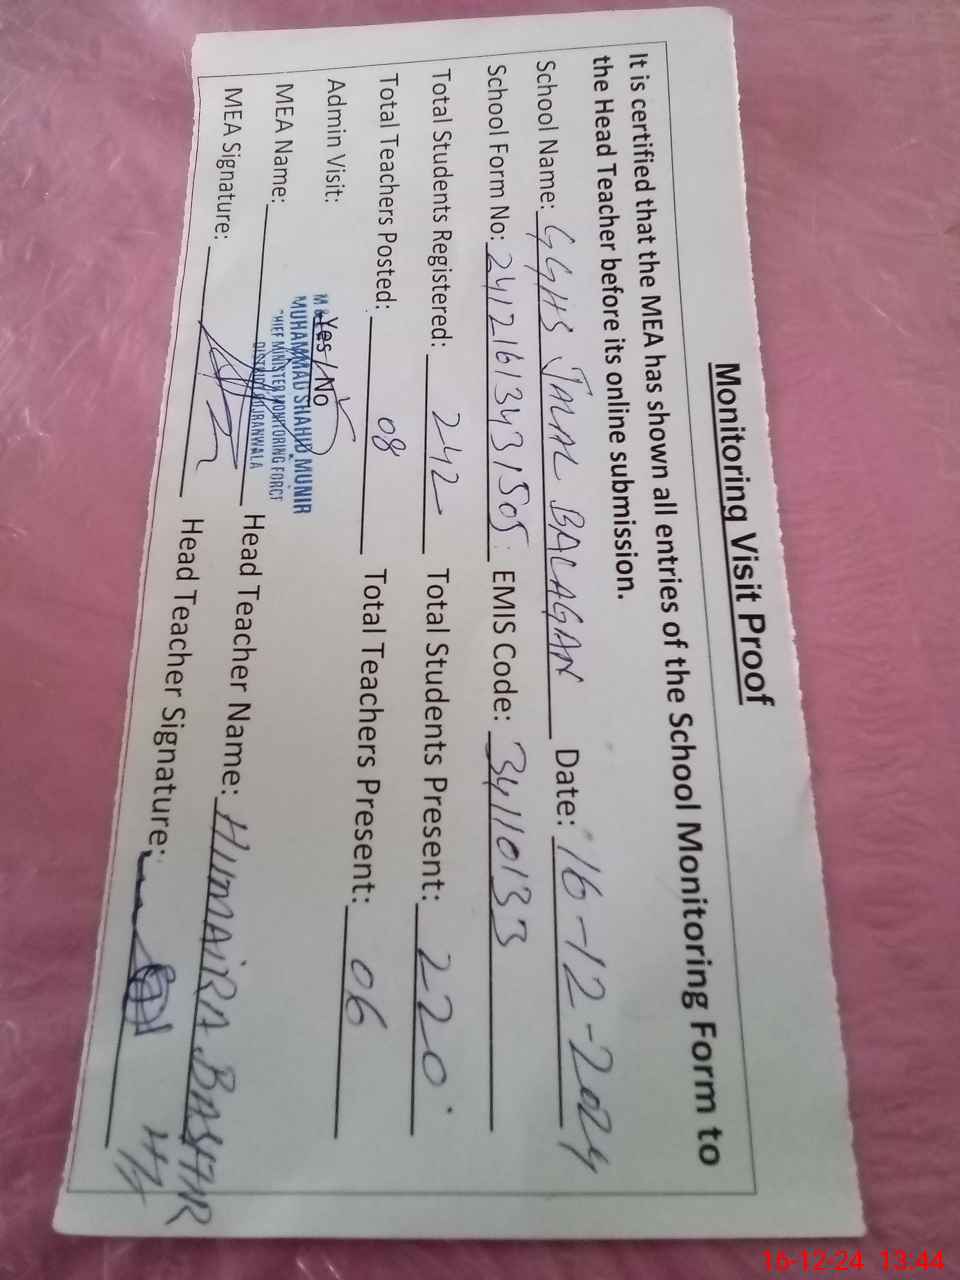 Monitoring Visit Proof
It is certified that the MEA has shown all entries of the School Monitoring Form to
the Head Teacher before its online submission.
School Name: GGHS JALAL BALAGAN Date: 16-12-2024
School Form No: 24121613431505 EMIS Code: 34110133
Total Students Registered: 242 Total Students Present: 220
Total Teachers Posted: 08 Total Teachers Present: 06
Admin Visit: Yes / No
MUHAMMAD SHAHID MUNIR
CHIEF MINISTER MONITORING FORCE
DISTRICT GUJRANWALA
MEA Name: Head Teacher Name: HUMAIRA BASHIR
MEA Signature: Head Teacher Signature:
16-12-24 13:44